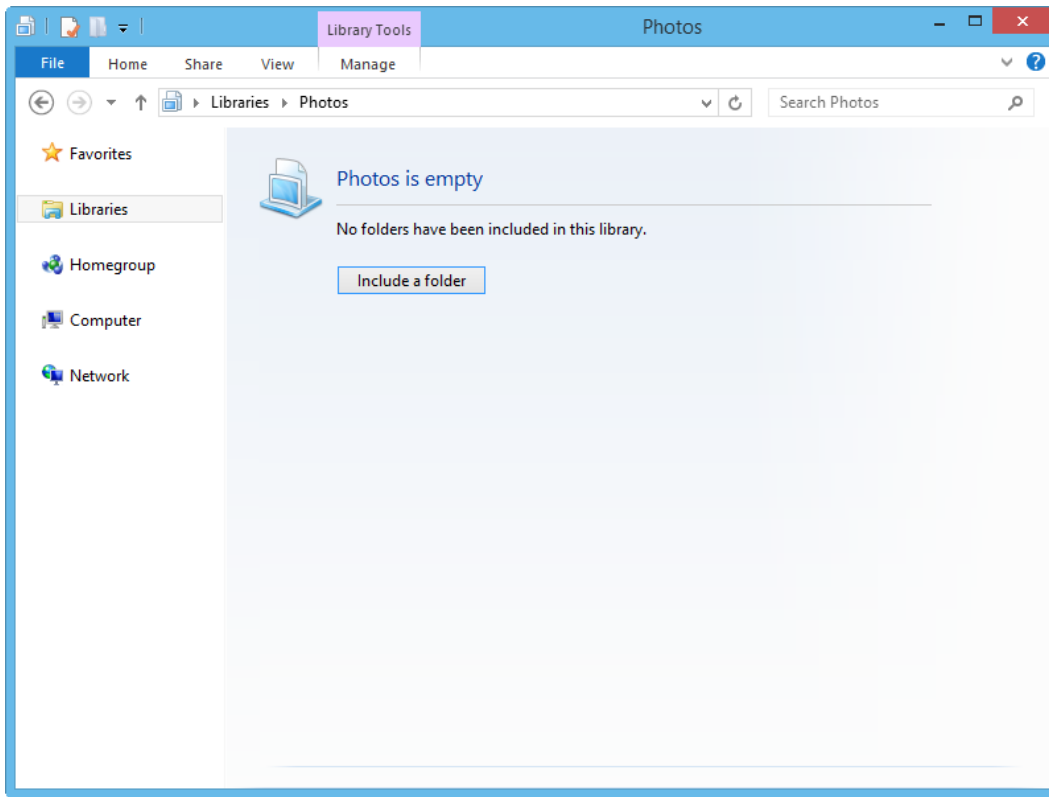 Library Tools
Photos
File Home Share View Manage
Libraries Photos
Search Photos
Favorites
Libraries
Homegroup
Computer
Network
Photos is empty
No folders have been included in this library.
Include a folder